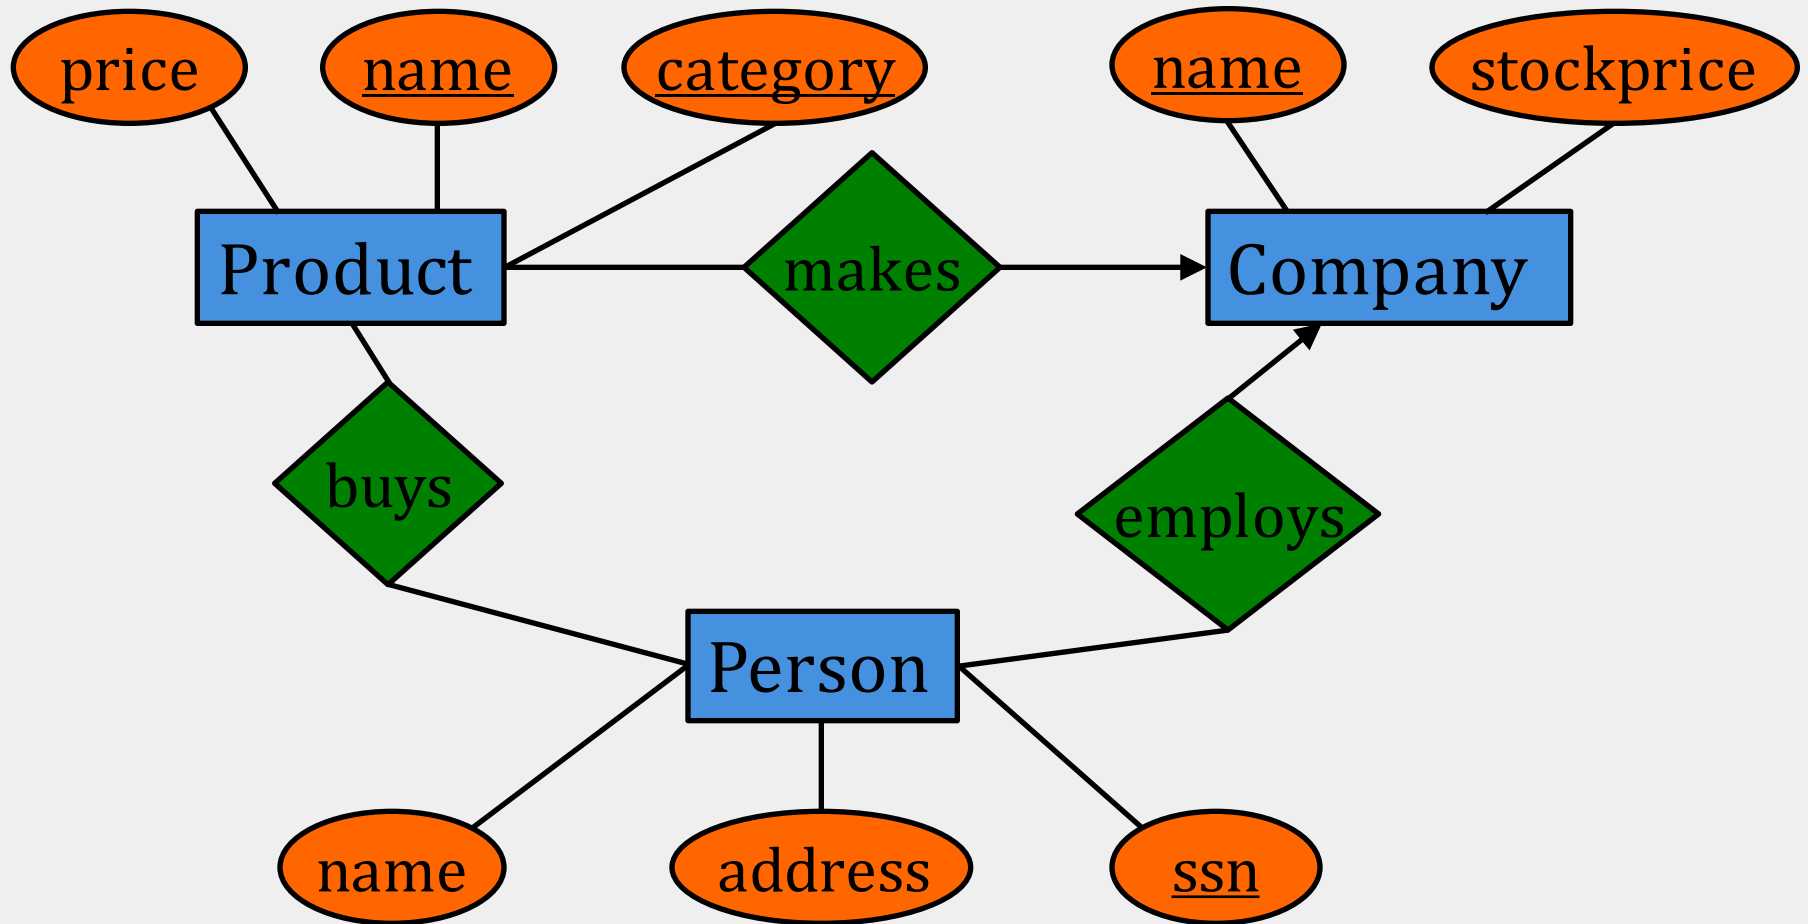 price
name
category
name
stockprice
Product
makes
Company
buys
employs
Person
name
address
ssn